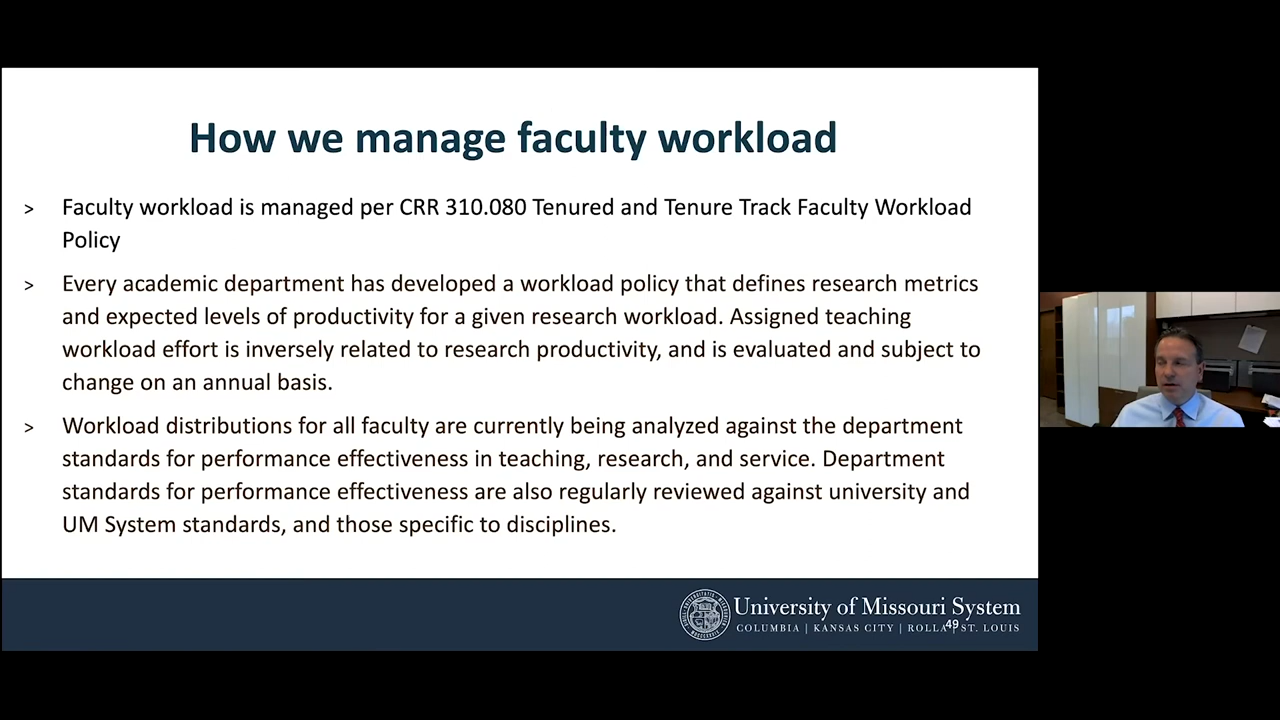 How we manage faculty workload
> Faculty workload is managed per CRR 310.080 Tenured and Tenure Track Faculty Workload
Policy
> Every academic department has developed a workload policy that defines research metrics
and expected levels of productivity for a given research workload. Assigned teaching
workload effort is inversely related to research productivity, and is evaluated and subject to
change on an annual basis.
> Workload distributions for all faculty are currently being analyzed against the department
standards for performance effectiveness in teaching, research, and service. Department
standards for performance effectiveness are also regularly reviewed against university and
UM System standards, and those specific to disciplines.
University of Missouri System
COLUMBIA | KANSAS CITY | ROLLA | ST. LOUIS
49